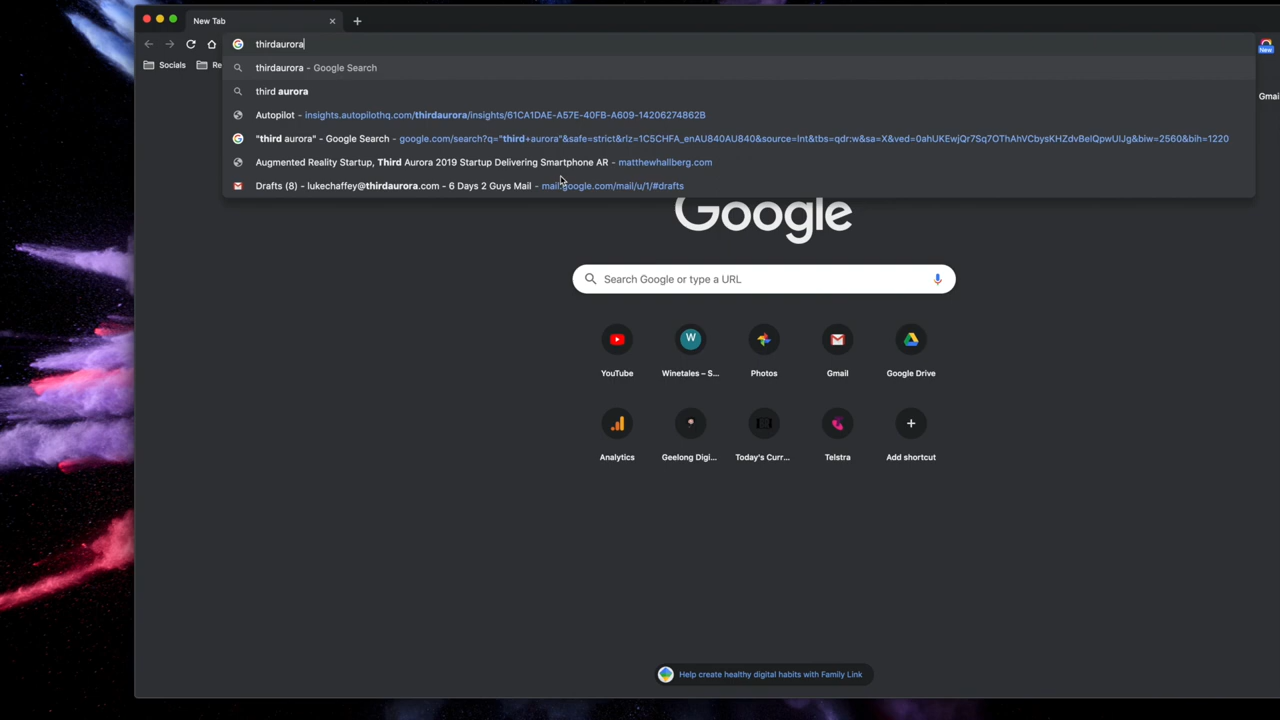 New Tab
thirdaurora
New
Socials
Re
thirdaurora - Google Search
third aurora
Gmai
Autopilot - insights.autopilothq.com/thirdaurora/insights/61CA1DAE-A57E-40FB-A609-14206274862B
"third aurora" - Google Search - google.com/search?q="third+aurora"&safe=strict&rlz=1C5CHFA_enAU840AU840&source=lnt&tbs=qdr:w&sa=X&ved=0ahUKEwjQr7Sq7OThAhVCbysKHZdvBeIQpwUIJg&biw=2560&bih=1220
Augmented Reality Startup, Third Aurora 2019 Startup Delivering Smartphone AR - matthewhallberg.com
Drafts (8) - lukechaffey@thirdaurora.com - 6 Days 2 Guys Mail - mail.google.com/mail/u/1/#drafts
Google
Search Google or type a URL
W
YouTube
Winetales – S...
Photos
Gmail
Google Drive
Analytics
Geelong Digi...
Today's Curr...
Telstra
Add shortcut
Help create healthy digital habits with Family Link